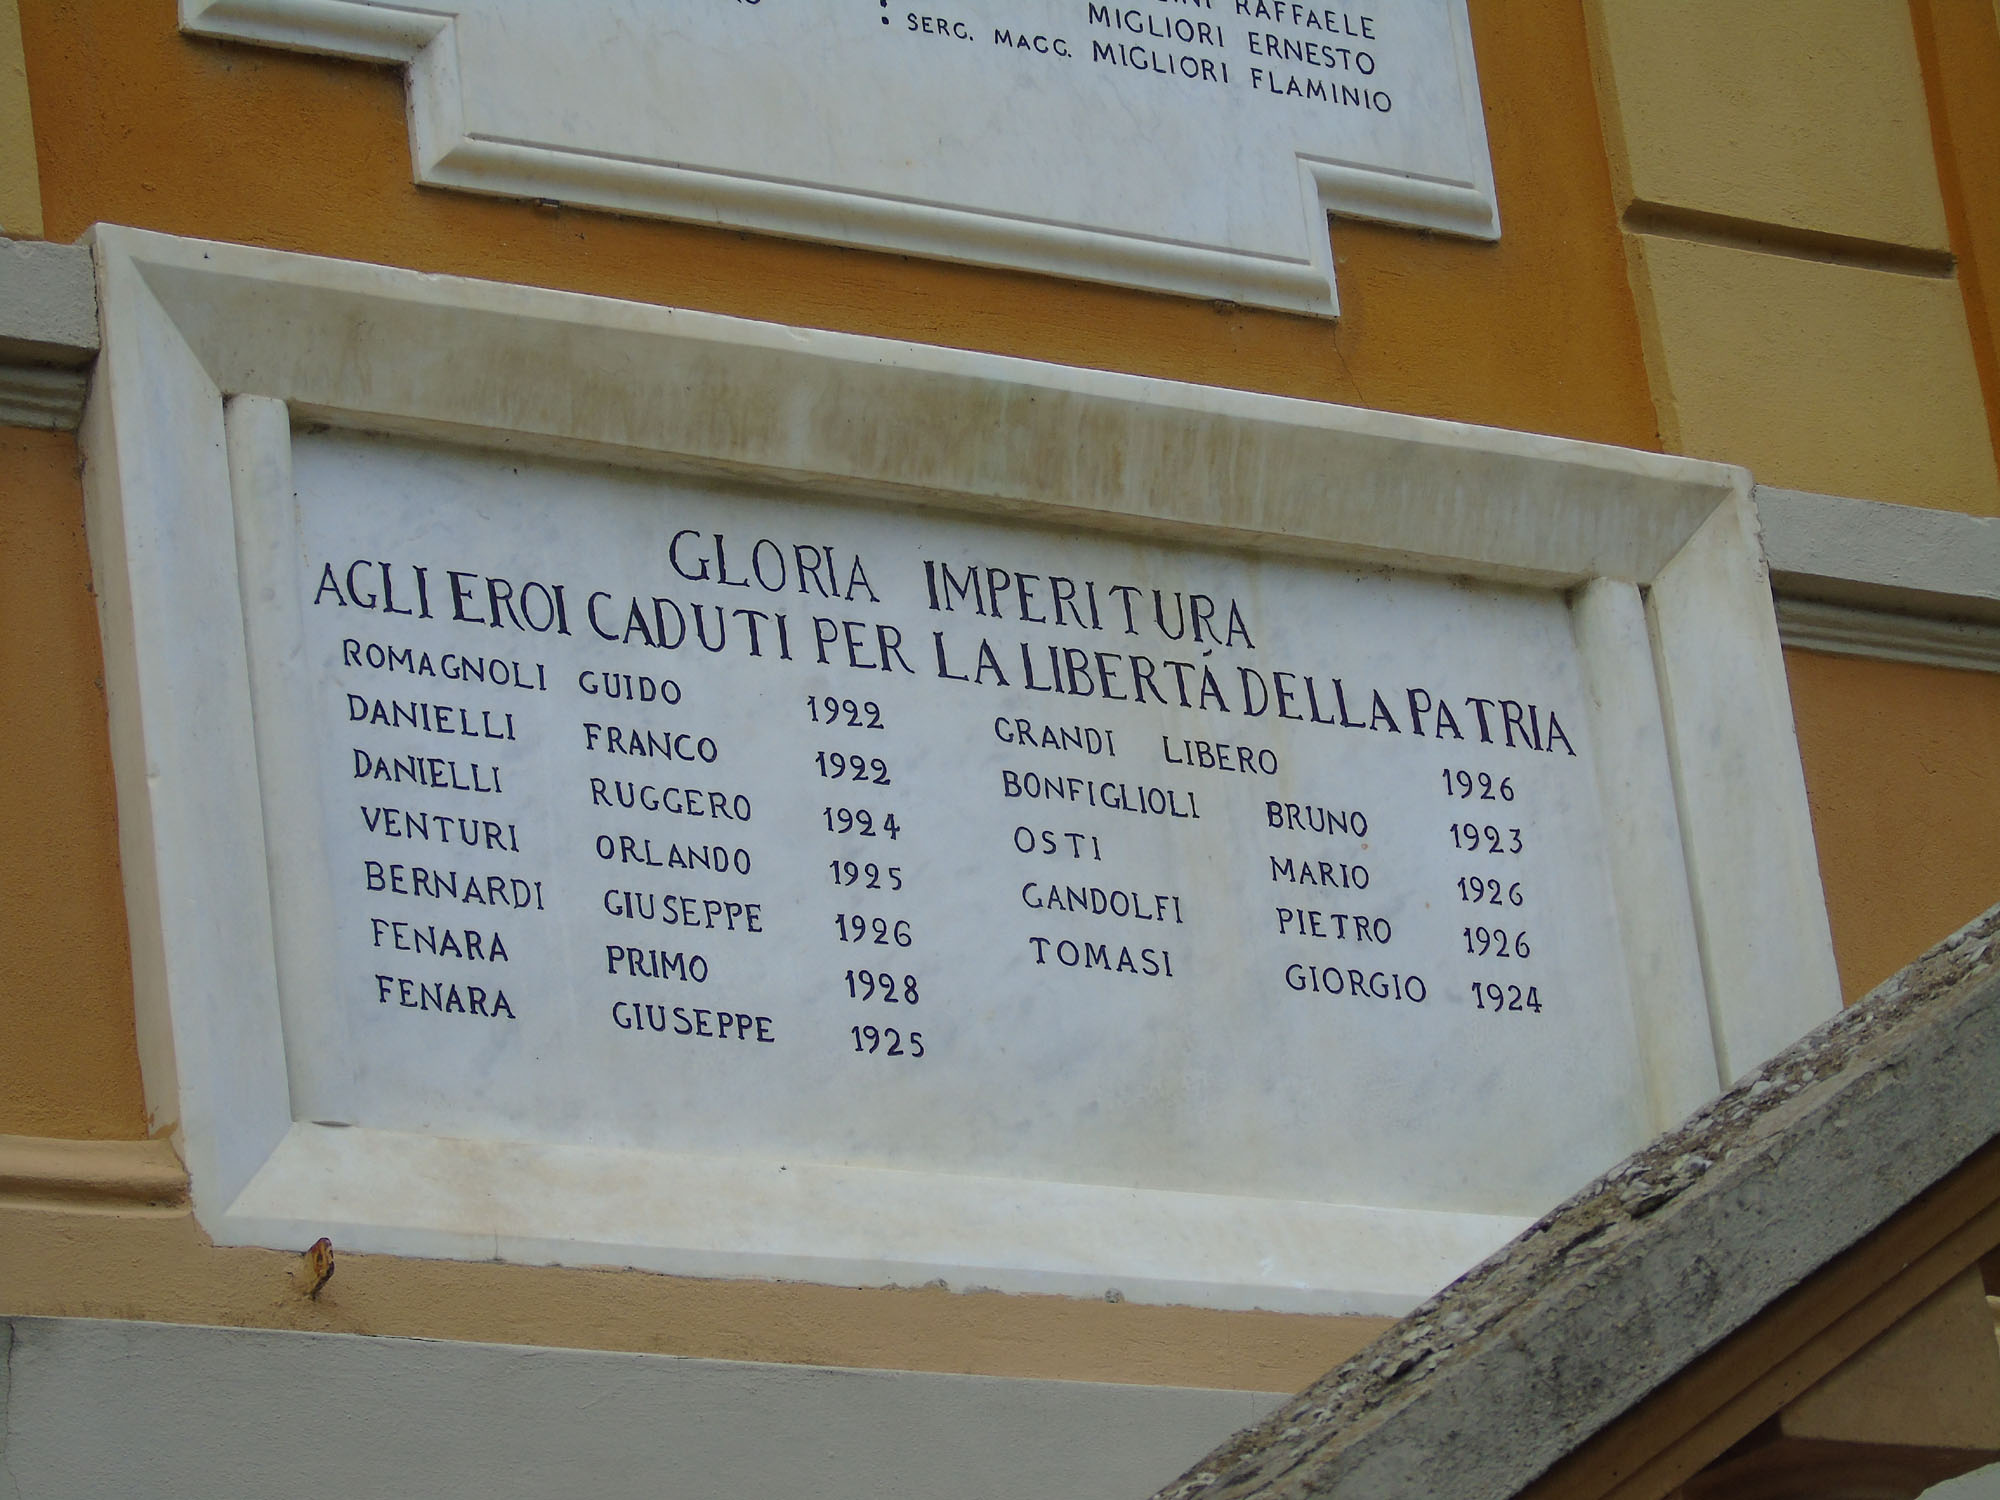 RAFFAELE
MIGLIORI ERNESTO
• SERG. MAGG. MIGLIORI FLAMINIO
GLORIA IMPERITURA
AGLI EROI CADUTI PER LA LIBERTÁ DELLA PATRIA
ROMAGNOLI GUIDO 1922
DANIELLI FRANCO 1922
DANIELLI RUGGERO 1924
VENTURI ORLANDO 1925
BERNARDI GIUSEPPE 1926
FENARA PRIMO 1928
FENARA GIUSEPPE 1925
GRANDI LIBERO 1926
BONFIGLIOLI BRUNO 1923
OSTI MARIO 1926
GANDOLFI PIETRO 1926
TOMASI GIORGIO 1924